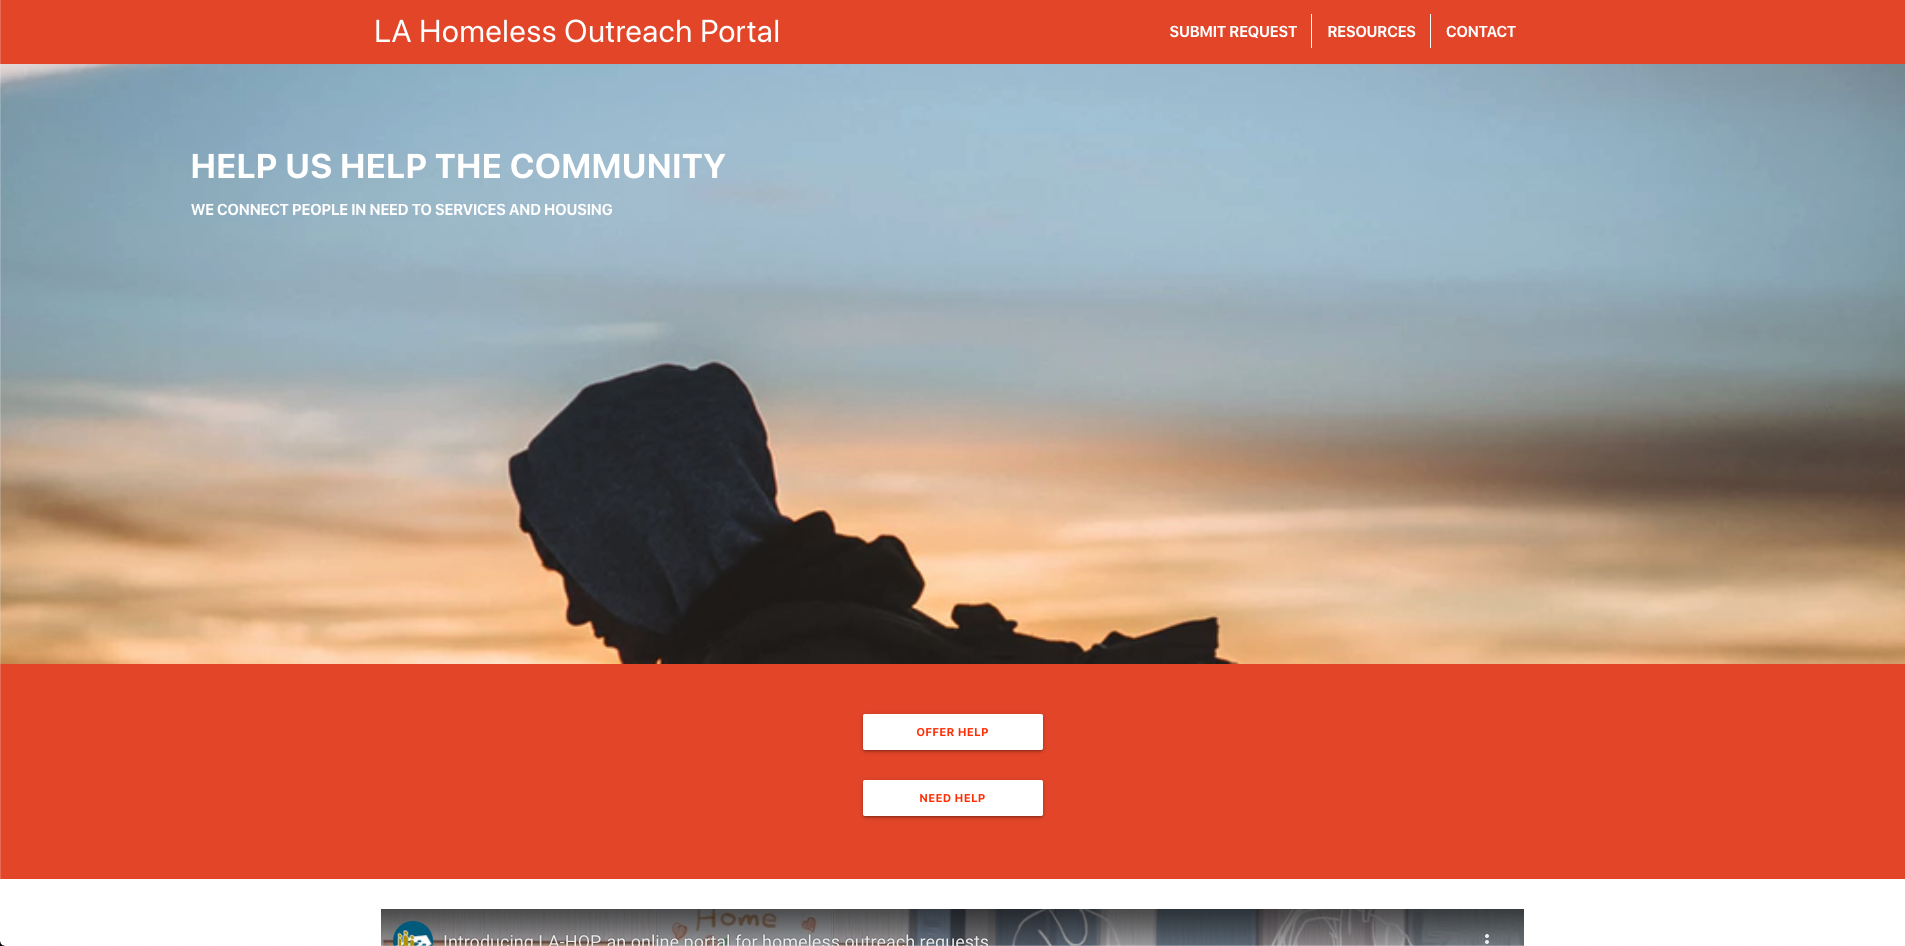 LA Homeless Outreach Portal
SUBMIT REQUEST
RESOURCES
CONTACT
HELP US HELP THE COMMUNITY
WE CONNECT PEOPLE IN NEED TO SERVICES AND HOUSING
OFFER HELP
NEED HELP
Home
Introducing LA-HOP, an online portal for homeless outreach requests